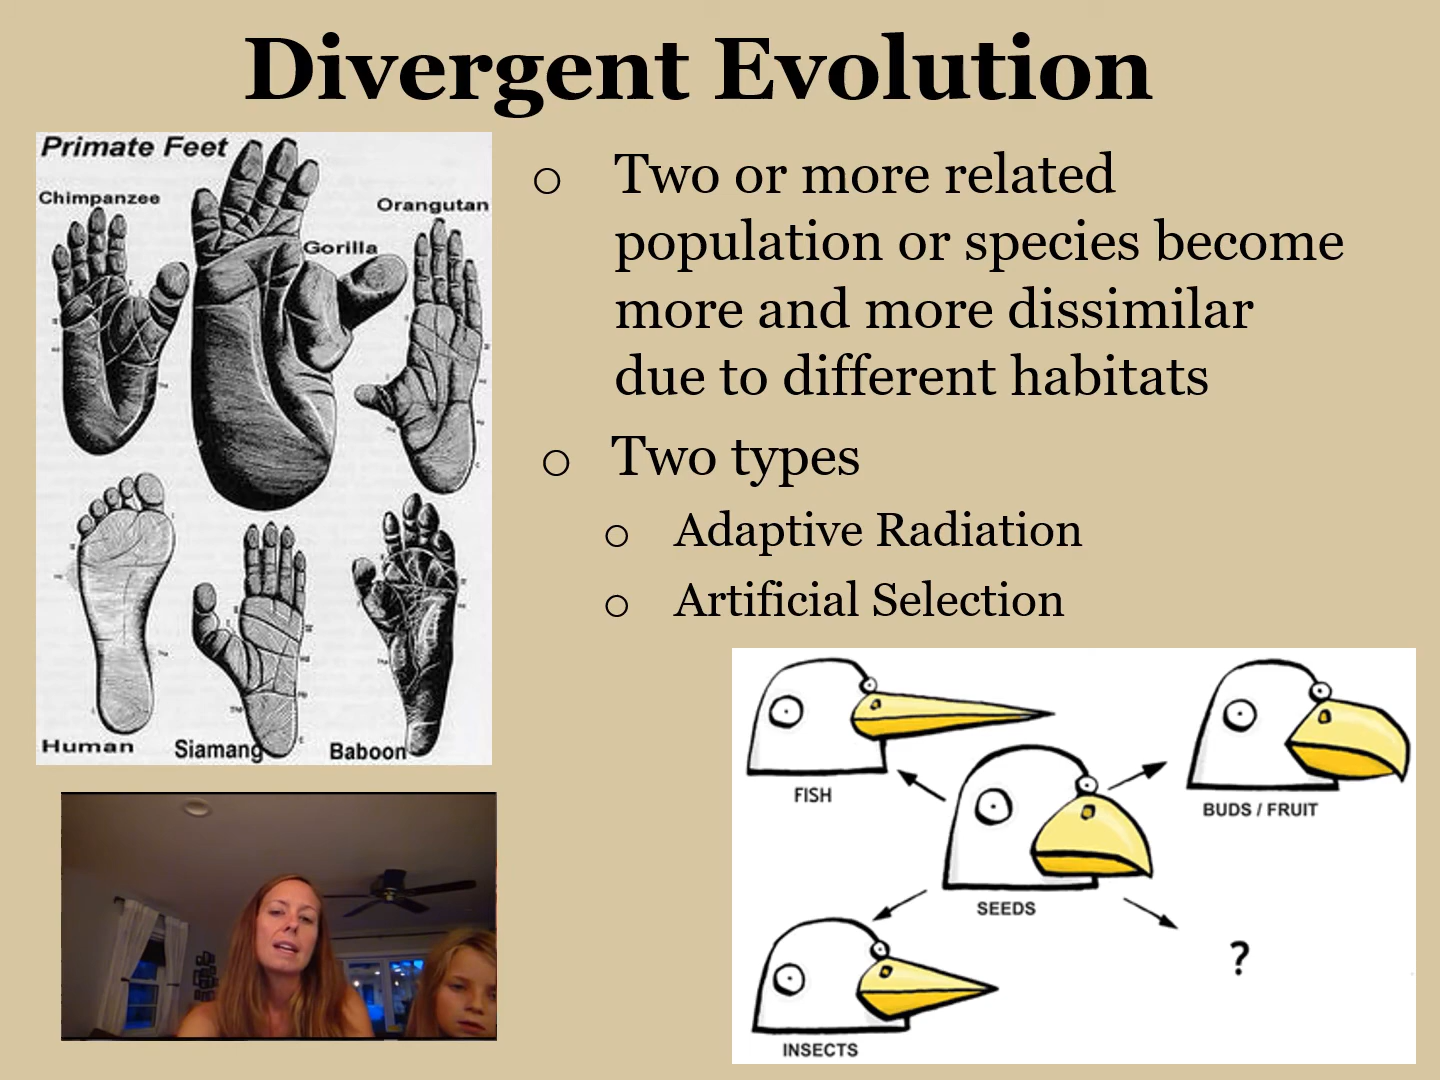 Divergent Evolution
Primate Feet
Chimpanzee
Orangutan
Gorilla
Human
Siamang
Baboon
Two or more related
population or species become
more and more dissimilar
due to different habitats
Two types
Adaptive Radiation
Artificial Selection
FISH
BUDS / FRUIT
SEEDS
?
INSECTS